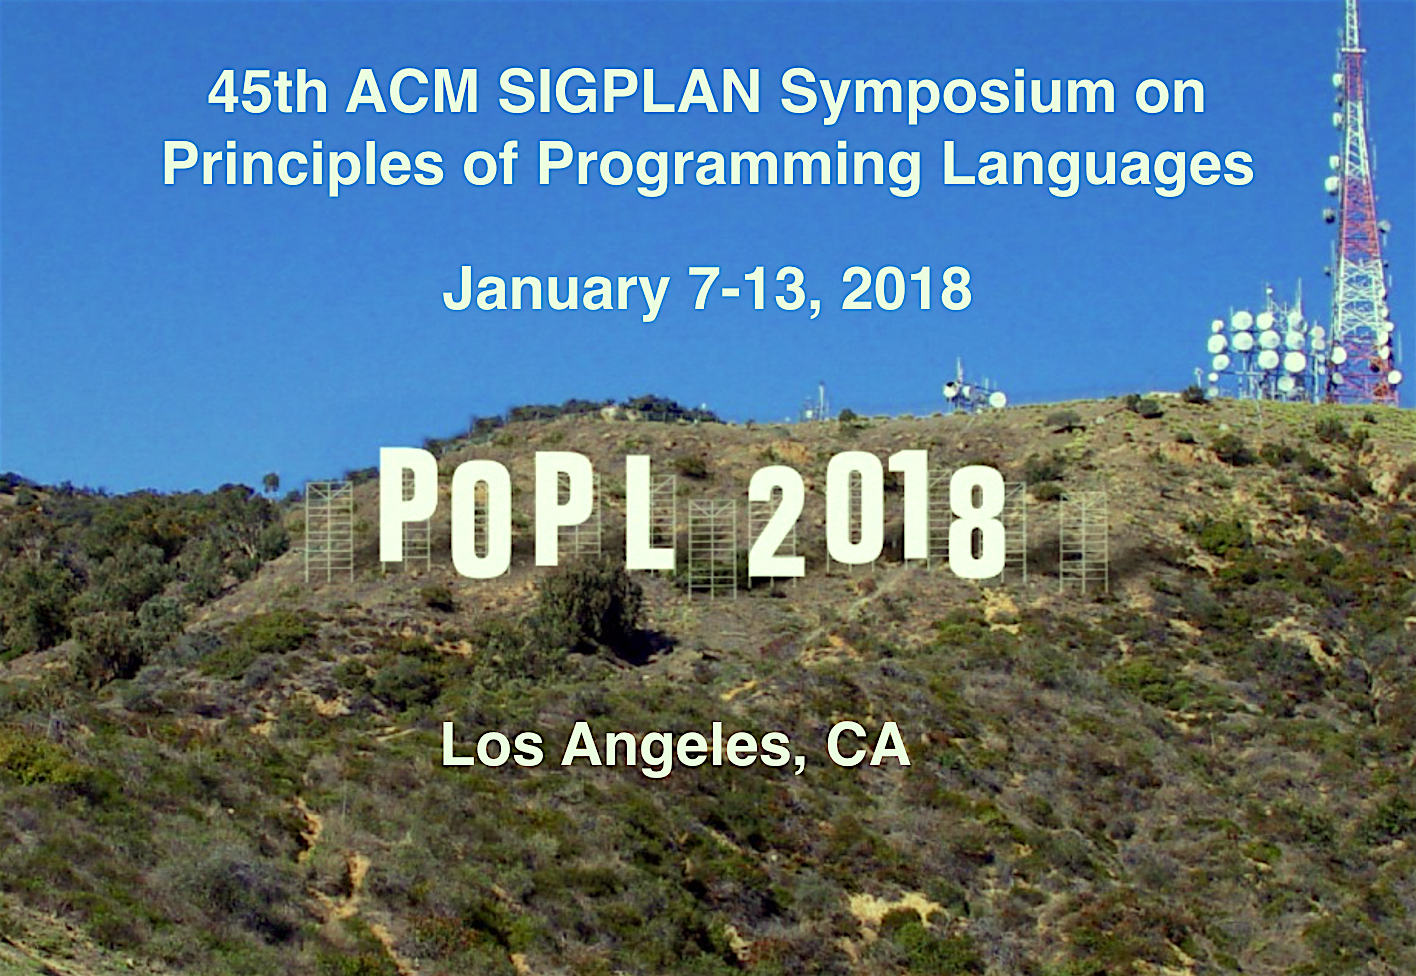 45th ACM SIGPLAN Symposium on
Principles of Programming Languages
January 7-13, 2018
POPL 2018
Los Angeles, CA